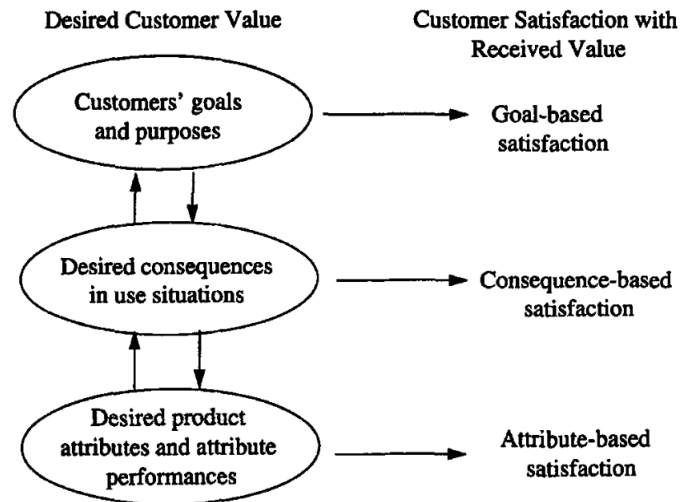 Desired Customer Value
Customer Satisfaction with
Received Value
Customers' goals
and purposes
Goal-based
satisfaction
Desired consequences
in use situations
Consequence-based
satisfaction
Desired product
attributes and attribute
performances
Attribute-based
satisfaction